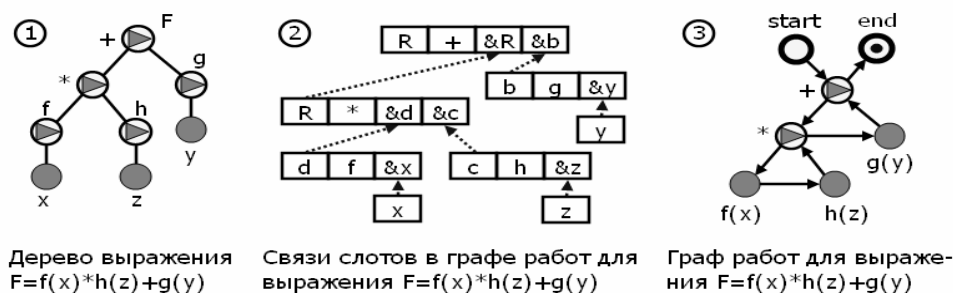 1
F
+
g
*
f
h
y
x
z
Дерево выражения
F=f(x)*h(z)+g(y)
2
R + &R &b
b g &y
R * &d &c
y
d f &x
c h &z
x
z
Связи слотов в графе работ для
выражения F=f(x)*h(z)+g(y)
3
start end
+
*
g(y)
f(x) h(z)
Граф работ для выраже-
ния F=f(x)*h(z)+g(y)